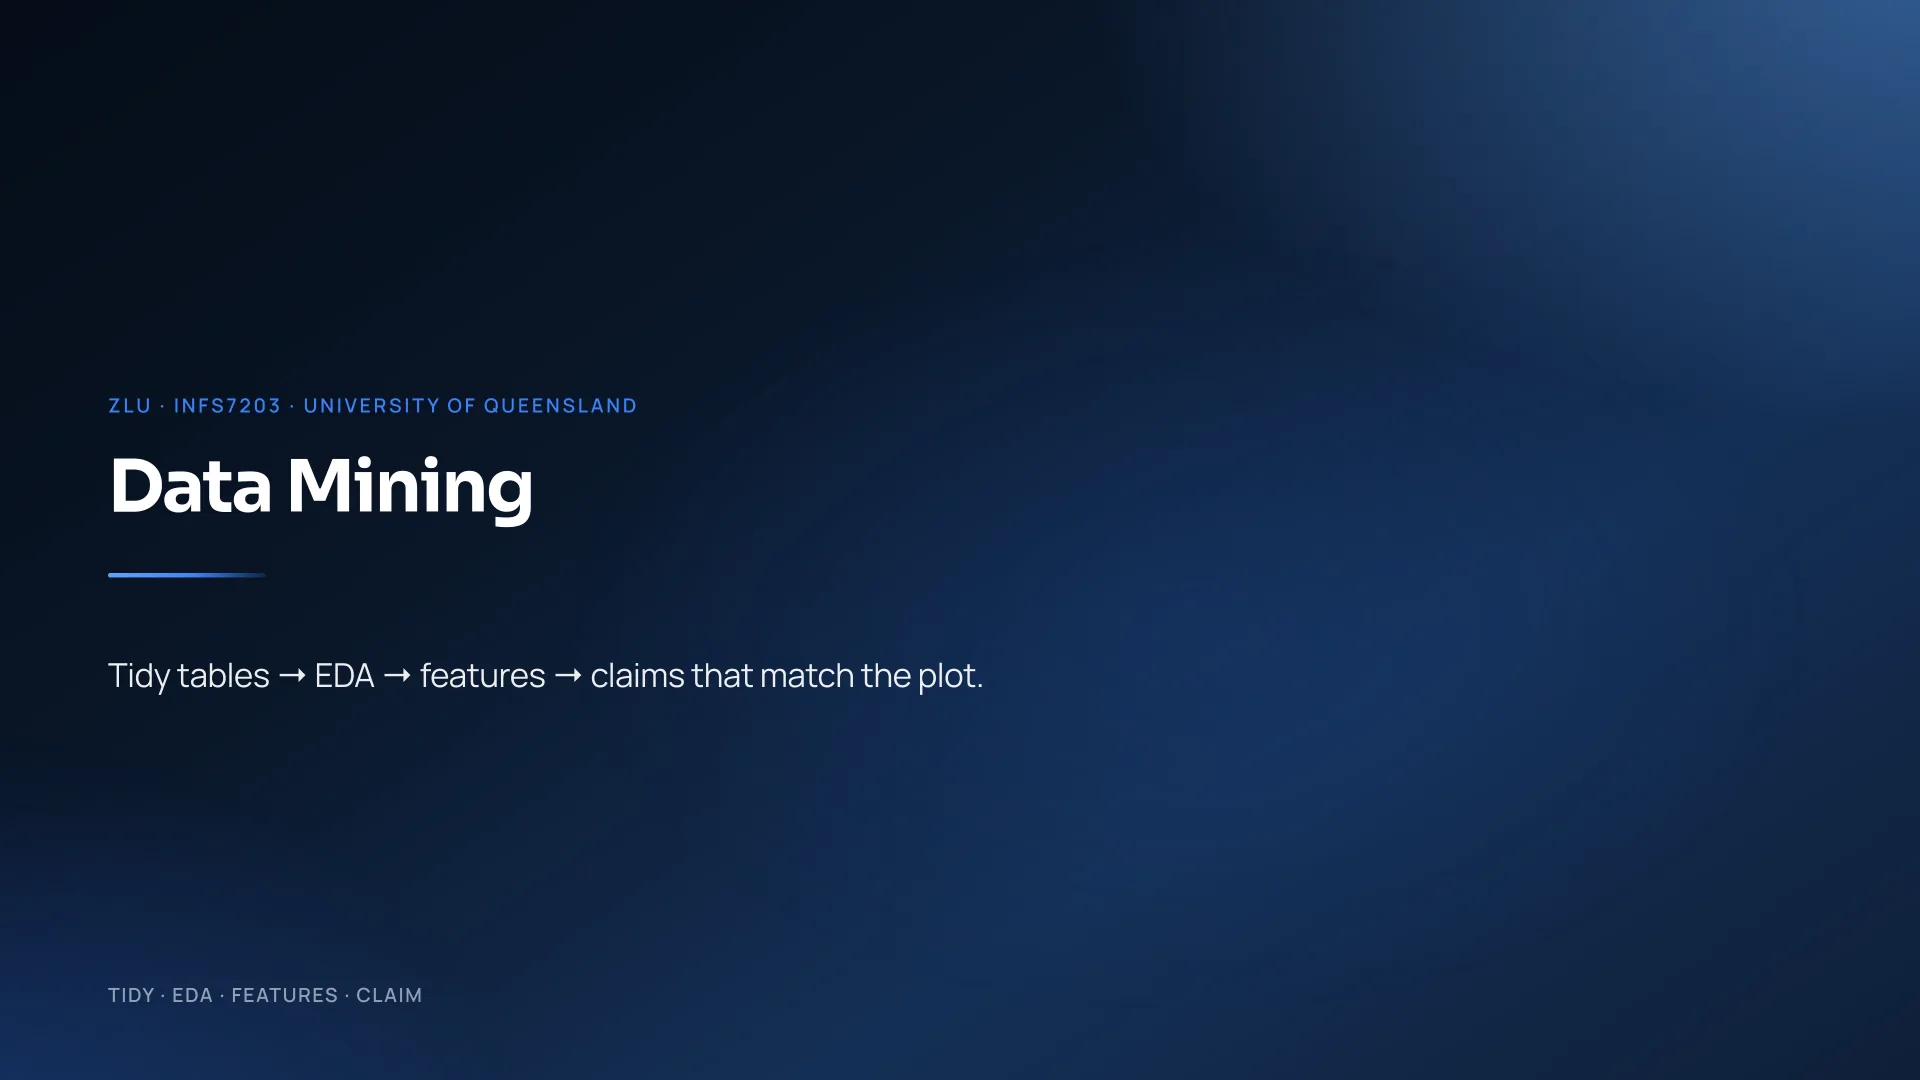 ZLU · INFS7203 · UNIVERSITY OF QUEENSLAND
Data Mining
Tidy tables → EDA → features → claims that match the plot.
TIDY · EDA · FEATURES · CLAIM